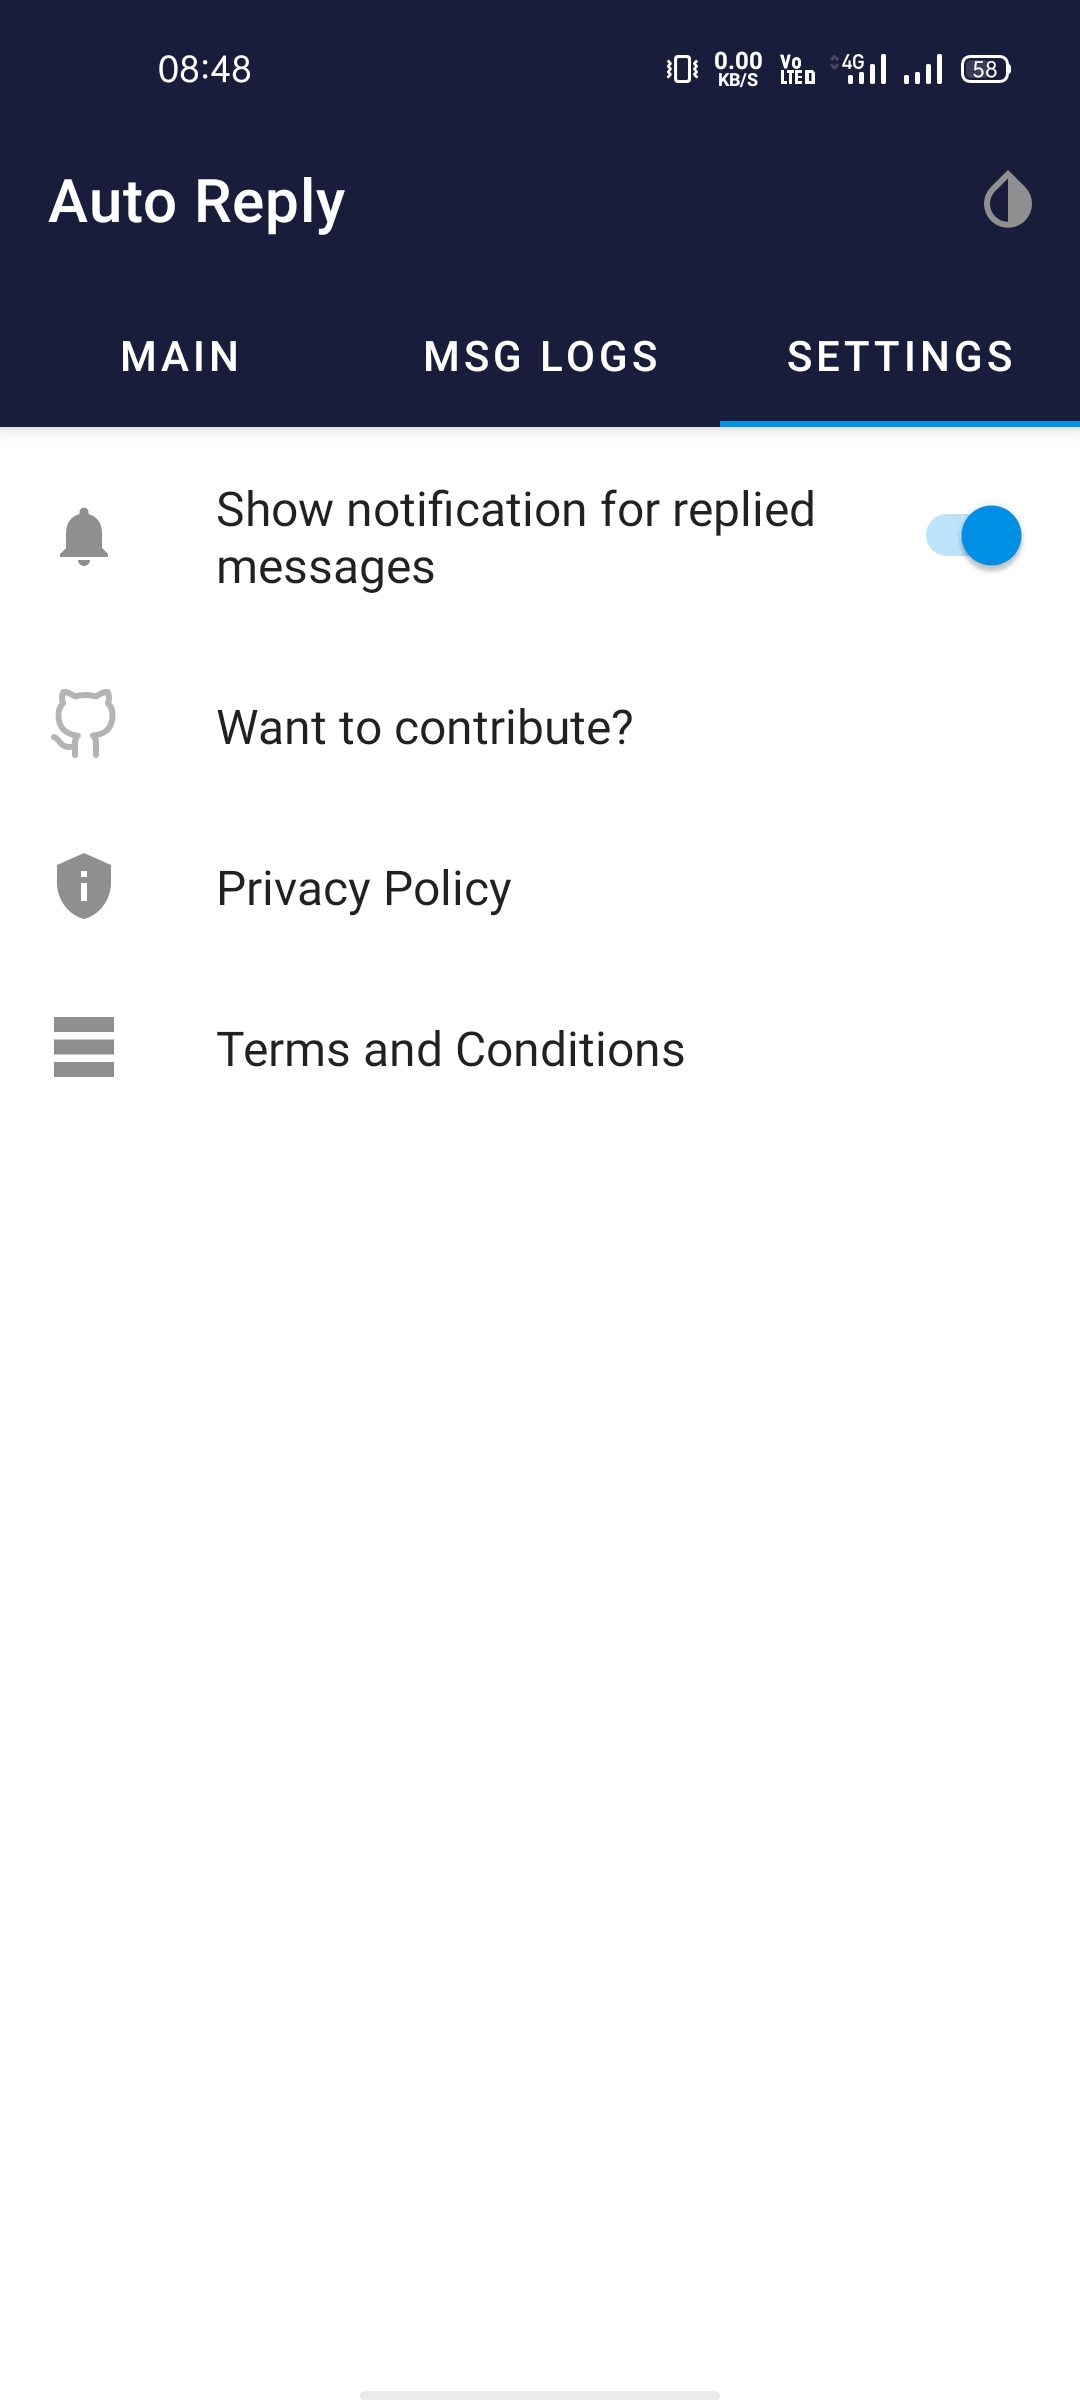 08:48
0.00
KB/S
Vo
LTE
4G
58
Auto Reply
MAIN
MSG LOGS
SETTINGS
Show notification for replied
messages
Want to contribute?
Privacy Policy
Terms and Conditions